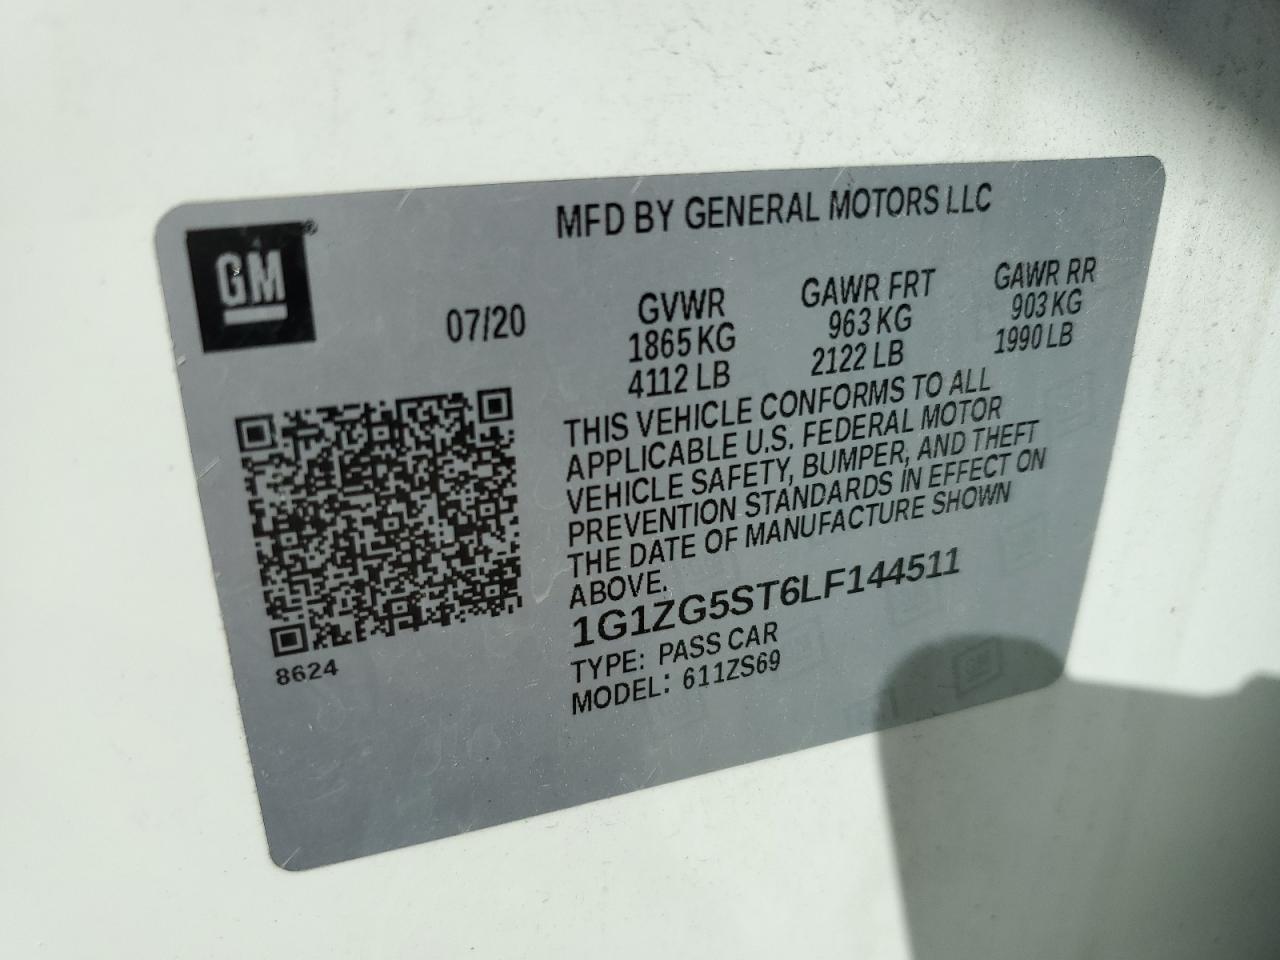 MFD BY GENERAL MOTORS LLC
GM®
07/20
GVWR
1865 KG
4112 LB
GAWR FRT
963 KG
2122 LB
GAWR RR
903 KG
1990 LB
THIS VEHICLE CONFORMS TO ALL
APPLICABLE U.S. FEDERAL MOTOR
VEHICLE SAFETY, BUMPER, AND THEFT
PREVENTION STANDARDS IN EFFECT ON
THE DATE OF MANUFACTURE SHOWN
ABOVE.
1G1ZG5ST6LF144511
TYPE: PASS CAR
MODEL: 611ZS69
8624
GM